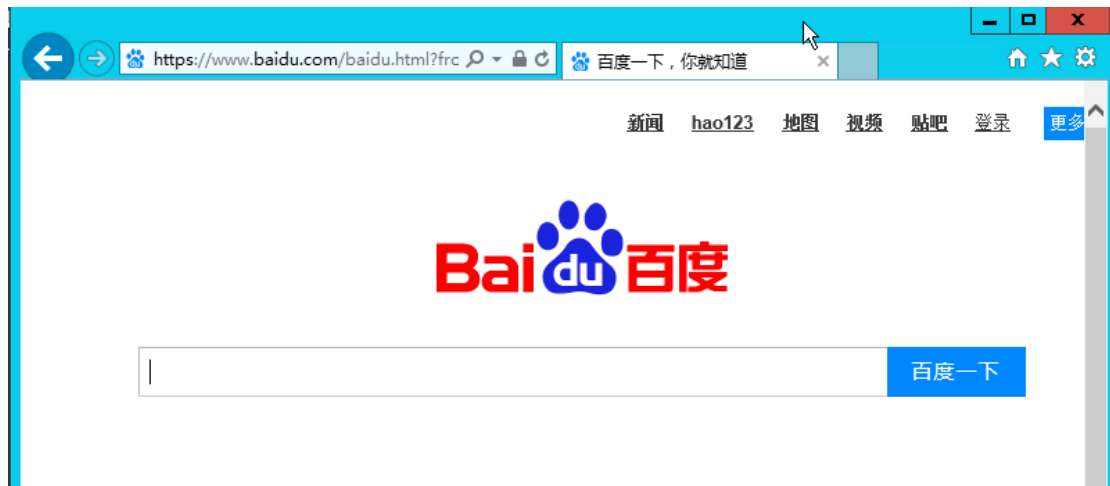 https://www.baidu.com/baidu.html?frc
百度一下，你就知道
新闻 hao123 地图 视频 贴吧 登录 更多
Bai du 百度
百度一下